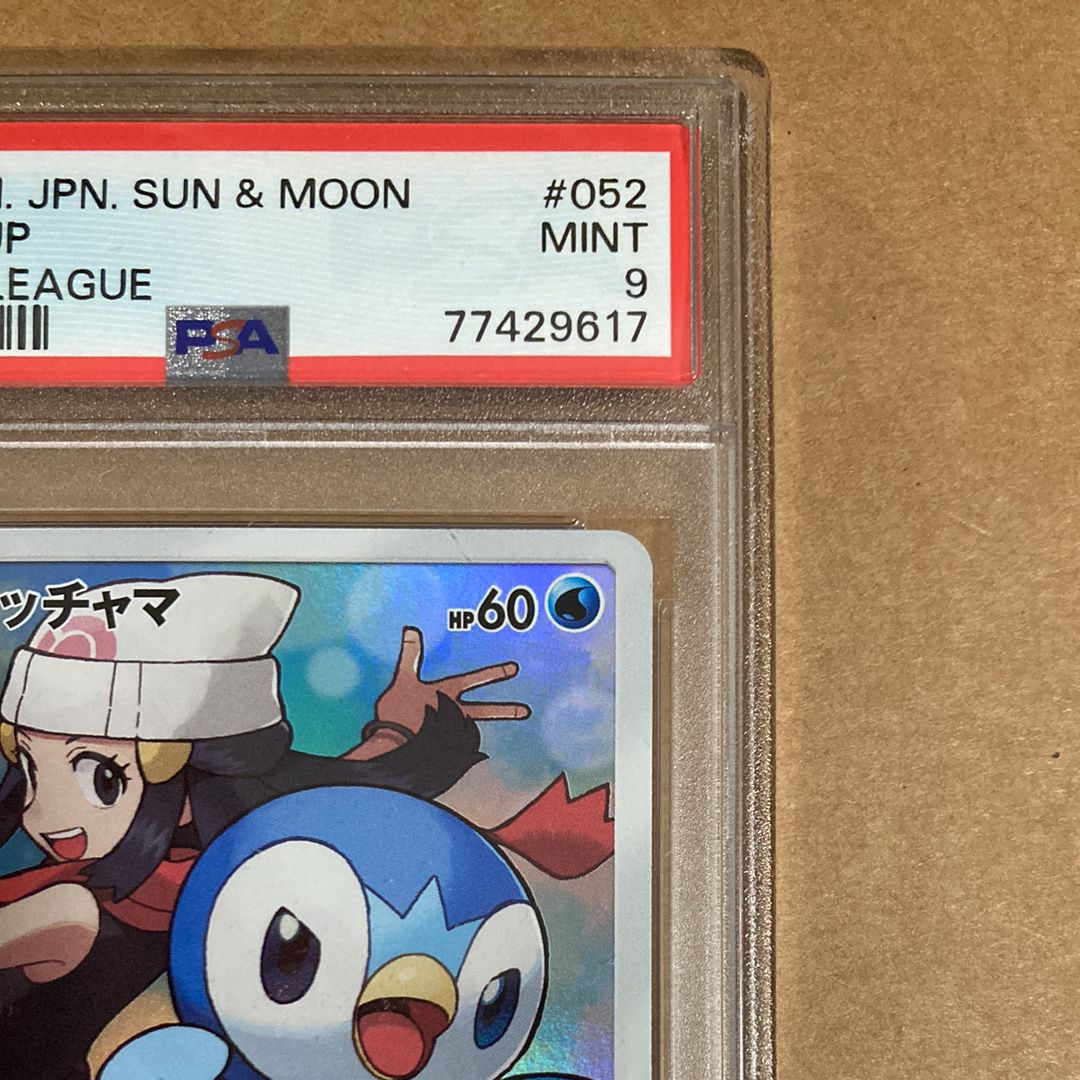 JPN. SUN & MOON #052
MINT
LEAGUE 9
PSA 77429617
ッチャマ HP60